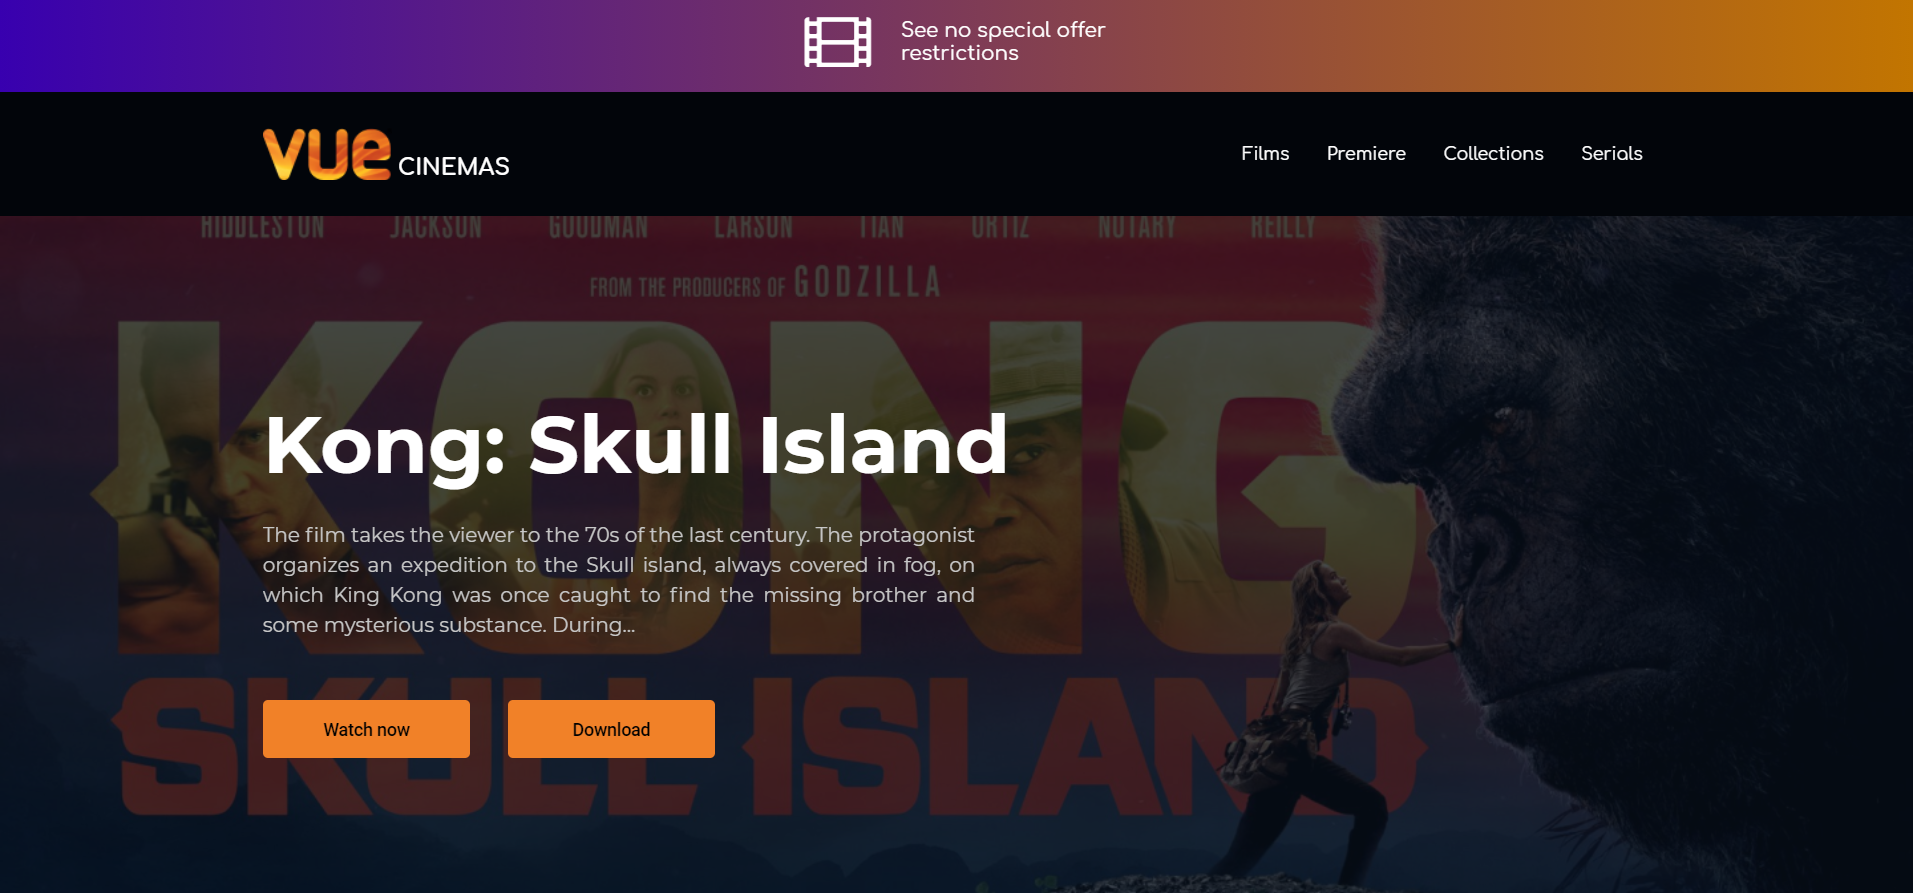 See no special offer
restrictions
vue CINEMAS
Films Premiere Collections Serials
HIDDLESTON JACKSON GOODMAN LARSON TIAN ORTIZ NOTARY REILLY
FROM THE PRODUCERS OF GODZILLA
KONG
Kong: Skull Island
The film takes the viewer to the 70s of the last century. The protagonist
organizes an expedition to the Skull island, always covered in fog, on
which King Kong was once caught to find the missing brother and
some mysterious substance. During...
Watch now Download
SKULL ISLAND